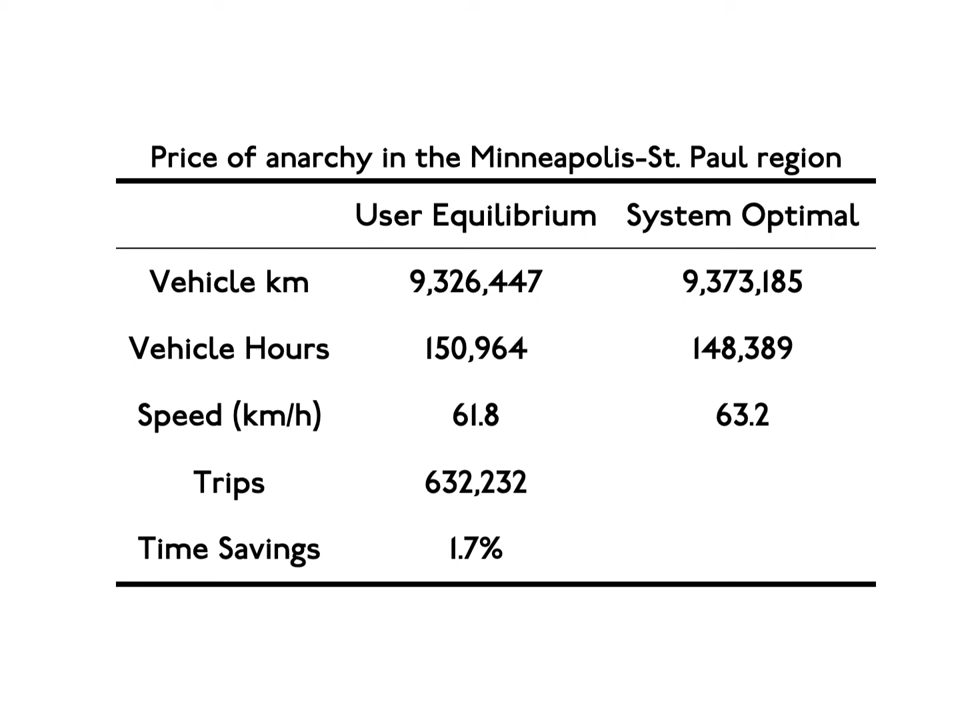 Price of anarchy in the Minneapolis-St. Paul region
User Equilibrium System Optimal
Vehicle km 9,326,447 9,373,185
Vehicle Hours 150,964 148,389
Speed (km/h) 61.8 63.2
Trips 632,232
Time Savings 1.7%